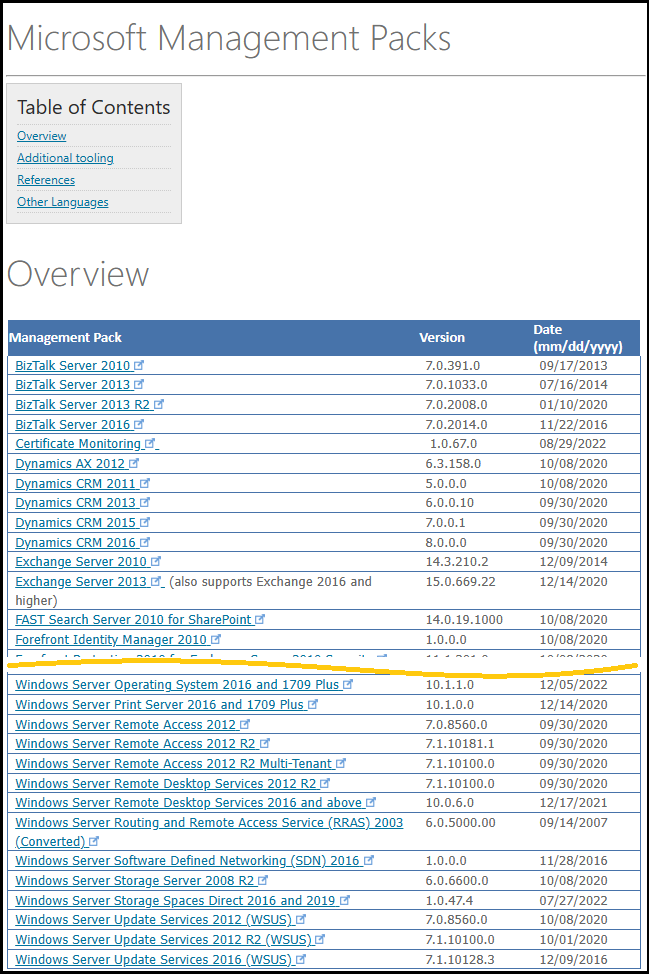 Microsoft Management Packs
Table of Contents
Overview
Additional tooling
References
Other Languages
Overview
Management Pack Version Date
(mm/dd/yyyy)
BizTalk Server 2010 7.0.391.0 09/17/2013
BizTalk Server 2013 7.0.1033.0 07/16/2014
BizTalk Server 2013 R2 7.0.2008.0 01/10/2020
BizTalk Server 2016 7.0.2014.0 11/22/2016
Certificate Monitoring 1.0.67.0 08/29/2022
Dynamics AX 2012 6.3.158.0 10/08/2020
Dynamics CRM 2011 5.0.0.0 10/08/2020
Dynamics CRM 2013 6.0.0.10 09/30/2020
Dynamics CRM 2015 7.0.0.1 09/30/2020
Dynamics CRM 2016 8.0.0.0 09/30/2020
Exchange Server 2010 14.3.210.2 12/09/2014
Exchange Server 2013 (also supports Exchange 2016 and 15.0.669.22 12/14/2020
higher)
FAST Search Server 2010 for SharePoint 14.0.19.1000 10/08/2020
Forefront Identity Manager 2010 1.0.0.0 10/08/2020
Windows Server Operating System 2016 and 1709 Plus 10.1.1.0 12/05/2022
Windows Server Print Server 2016 and 1709 Plus 10.1.0.0 12/14/2020
Windows Server Remote Access 2012 7.0.8560.0 09/30/2020
Windows Server Remote Access 2012 R2 7.1.10181.1 09/30/2020
Windows Server Remote Access 2012 R2 Multi-Tenant 7.1.10100.0 09/30/2020
Windows Server Remote Desktop Services 2012 R2 7.1.10100.0 09/30/2020
Windows Server Remote Desktop Services 2016 and above 10.0.6.0 12/17/2021
Windows Server Routing and Remote Access Service (RRAS) 2003 6.0.5000.00 09/14/2007
(Converted)
Windows Server Software Defined Networking (SDN) 2016 1.0.0.0 11/28/2016
Windows Server Storage Server 2008 R2 6.0.6600.0 10/08/2020
Windows Server Storage Spaces Direct 2016 and 2019 1.0.47.4 07/27/2022
Windows Server Update Services 2012 (WSUS) 7.0.8560.0 10/08/2020
Windows Server Update Services 2012 R2 (WSUS) 7.1.10100.0 10/01/2020
Windows Server Update Services 2016 (WSUS) 7.1.10128.3 12/09/2016